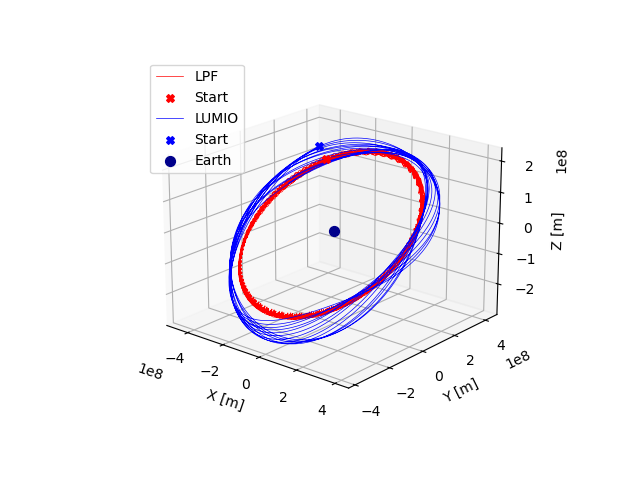 LPF
Start
LUMIO
Start
Earth
1e8
2
1
0
−1
−2
Z [m]
−4
−2
0
2
4
1e8
X [m]
−4
−2
0
2
4
1e8
Y [m]